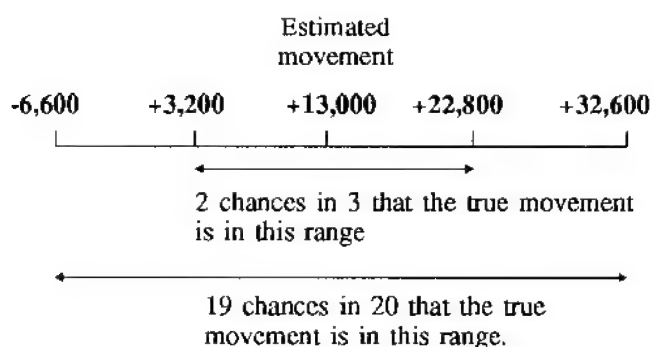 Estimated
movement
-6,600 +3,200 +13,000 +22,800 +32,600
2 chances in 3 that the true movement
is in this range
19 chances in 20 that the true
movement is in this range.